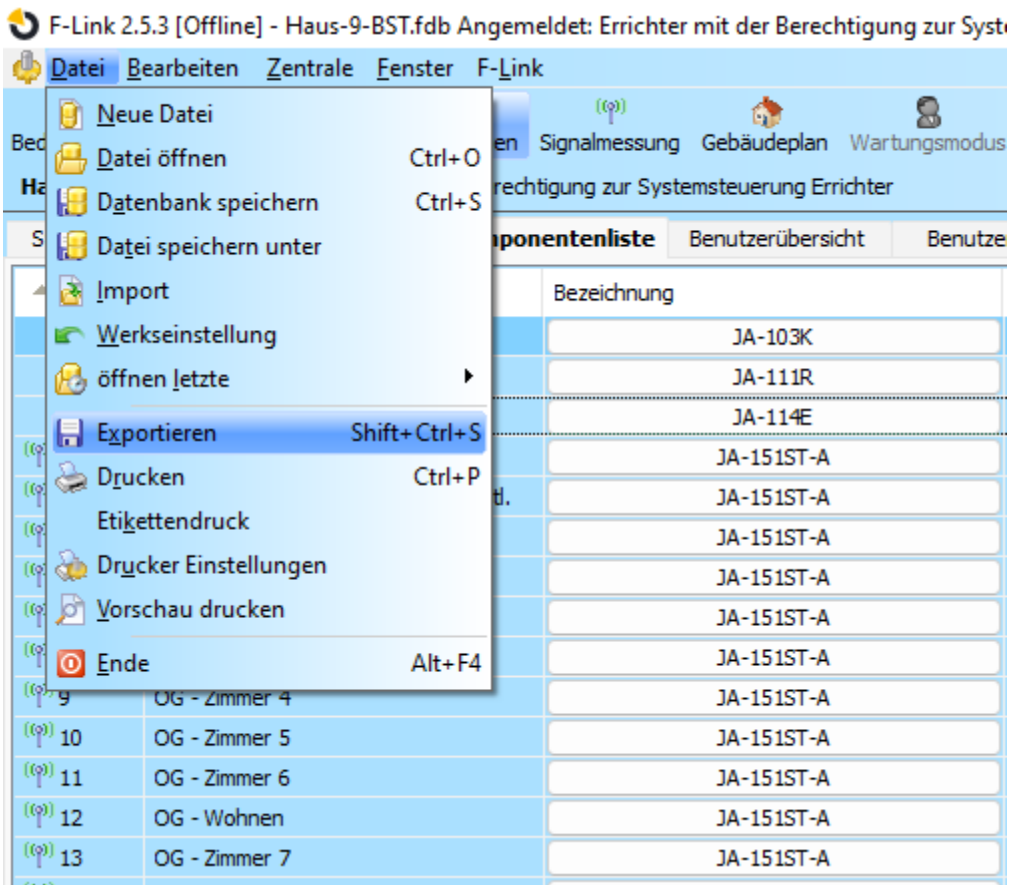 F-Link 2.5.3 [Offline] - Haus-9-BST.fdb Angemeldet: Errichter mit der Berechtigung zur Syst
Datei Bearbeiten Zentrale Fenster F-Link
Bed en Signalmessung Gebäudeplan Wartungsmodus
Ha rechtigung zur Systemsteuerung Errichter
S ponentenliste Benutzerübersicht Benutze
Neue Datei
Datei öffnen Ctrl+O
Datenbank speichern Ctrl+S
Datei speichern unter
Import
Werkseinstellung
öffnen letzte
Exportieren Shift+Ctrl+S
Drucken Ctrl+P
Etikettendruck
Drucker Einstellungen
Vorschau drucken
Ende Alt+F4
Bezeichnung
JA-103K
JA-111R
JA-114E
JA-151ST-A
tl. JA-151ST-A
JA-151ST-A
JA-151ST-A
JA-151ST-A
JA-151ST-A
9 OG - Zimmer 4 JA-151ST-A
10 OG - Zimmer 5 JA-151ST-A
11 OG - Zimmer 6 JA-151ST-A
12 OG - Wohnen JA-151ST-A
13 OG - Zimmer 7 JA-151ST-A